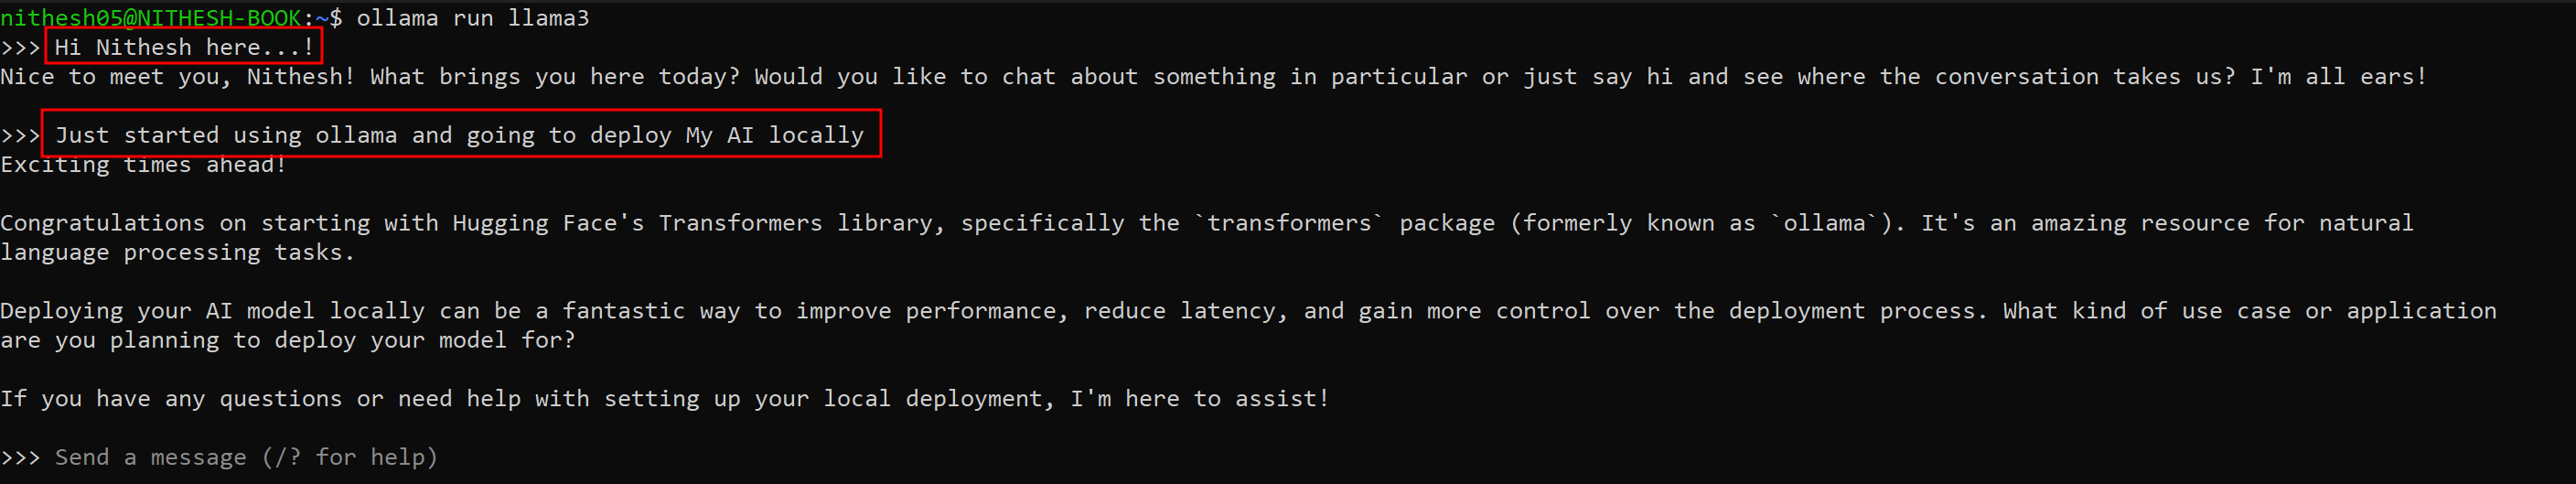 nithesh05@NITHESH-BOOK:~$ ollama run llama3
>>> Hi Nithesh here...!
Nice to meet you, Nithesh! What brings you here today? Would you like to chat about something in particular or just say hi and see where the conversation takes us? I'm all ears!
>>> Just started using ollama and going to deploy My AI locally
Exciting times ahead!
Congratulations on starting with Hugging Face's Transformers library, specifically the `transformers` package (formerly known as `ollama`). It's an amazing resource for natural
language processing tasks.
Deploying your AI model locally can be a fantastic way to improve performance, reduce latency, and gain more control over the deployment process. What kind of use case or application
are you planning to deploy your model for?
If you have any questions or need help with setting up your local deployment, I'm here to assist!
>>> Send a message (/? for help)